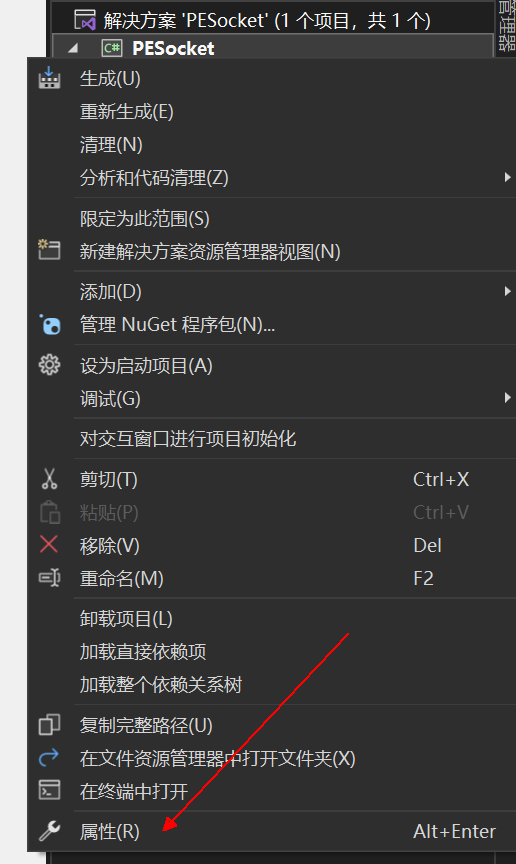 解决方案 'PESocket' (1 个项目，共 1 个)
PESocket
生成(U)
重新生成(E)
清理(N)
分析和代码清理(Z)
限定为此范围(S)
新建解决方案资源管理器视图(N)
添加(D)
管理 NuGet 程序包(N)...
设为启动项目(A)
调试(G)
对交互窗口进行项目初始化
剪切(T) Ctrl+X
粘贴(P) Ctrl+V
移除(V) Del
重命名(M) F2
卸载项目(L)
加载直接依赖项
加载整个依赖关系树
复制完整路径(U)
在文件资源管理器中打开文件夹(X)
在终端中打开
属性(R) Alt+Enter
管理器